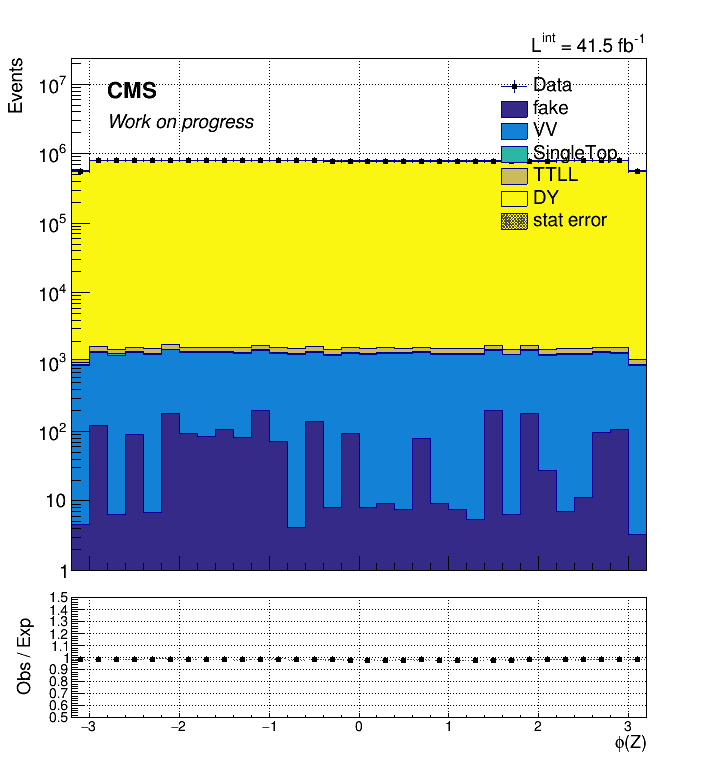 L^int = 41.5 fb^-1
Events
CMS
Work on progress
Data
fake
VV
SingleTop
TTLL
DY
stat error
10^7
10^6
10^5
10^4
10^3
10^2
10
1
Obs / Exp
1.5
1.4
1.3
1.2
1.1
1
0.9
0.8
0.7
0.6
0.5
−3 −2 −1 0 1 2 3
ϕ(Z)